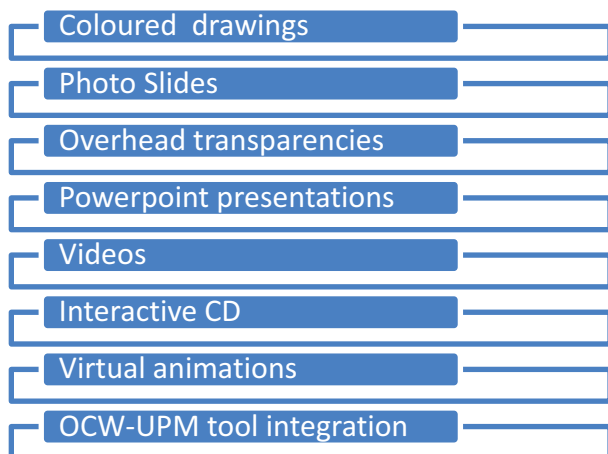 Coloured drawings
Photo Slides
Overhead transparencies
Powerpoint presentations
Videos
Interactive CD
Virtual animations
OCW-UPM tool integration